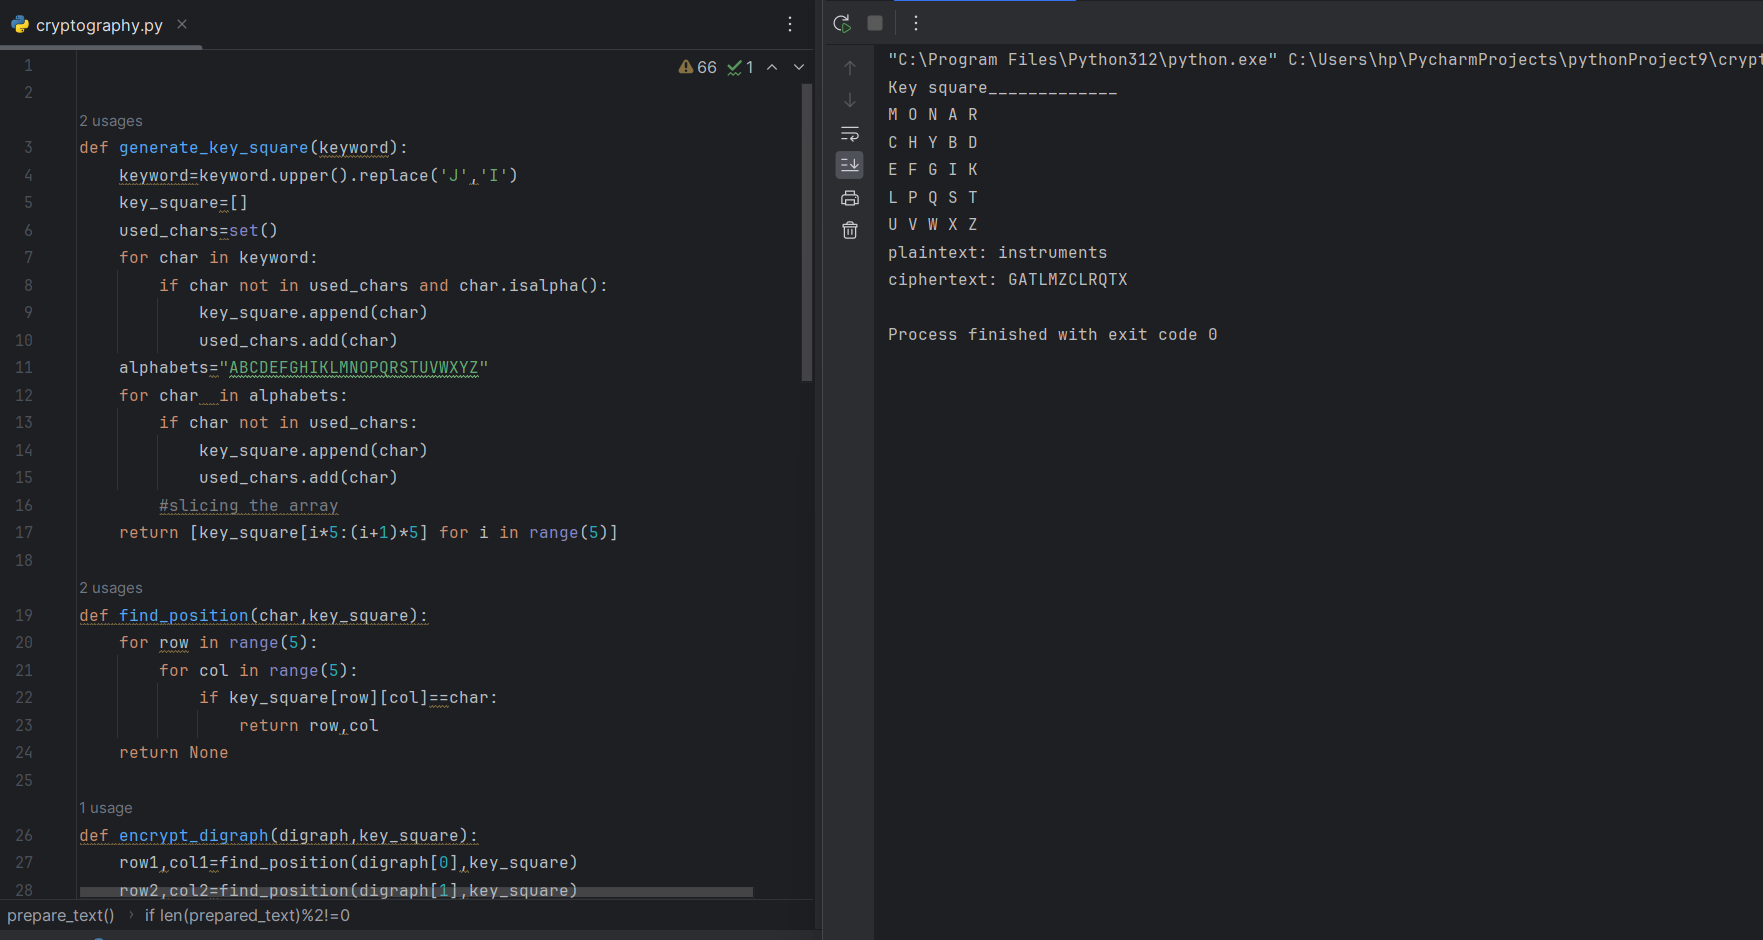 cryptography.py
66 1
1
2
2 usages
3 def generate_key_square(keyword):
4 keyword=keyword.upper().replace('J','I')
5 key_square=[]
6 used_chars=set()
7 for char in keyword:
8 if char not in used_chars and char.isalpha():
9 key_square.append(char)
10 used_chars.add(char)
11 alphabets="ABCDEFGHIKLMNOPQRSTUVWXYZ"
12 for char  in alphabets:
13 if char not in used_chars:
14 key_square.append(char)
15 used_chars.add(char)
16 #slicing the array
17 return [key_square[i*5:(i+1)*5] for i in range(5)]
18
2 usages
19 def find_position(char,key_square):
20 for row in range(5):
21 for col in range(5):
22 if key_square[row][col]==char:
23 return row,col
24 return None
25
1 usage
26 def encrypt_digraph(digraph,key_square):
27 row1,col1=find_position(digraph[0],key_square)
28 row2,col2=find_position(digraph[1],key_square)
prepare_text() › if len(prepared_text)%2!=0
"C:\Program Files\Python312\python.exe" C:\Users\hp\PycharmProjects\pythonProject9\crypt
Key square_____________
M O N A R
C H Y B D
E F G I K
L P Q S T
U V W X Z
plaintext: instruments
ciphertext: GATLMZCLRQTX
Process finished with exit code 0